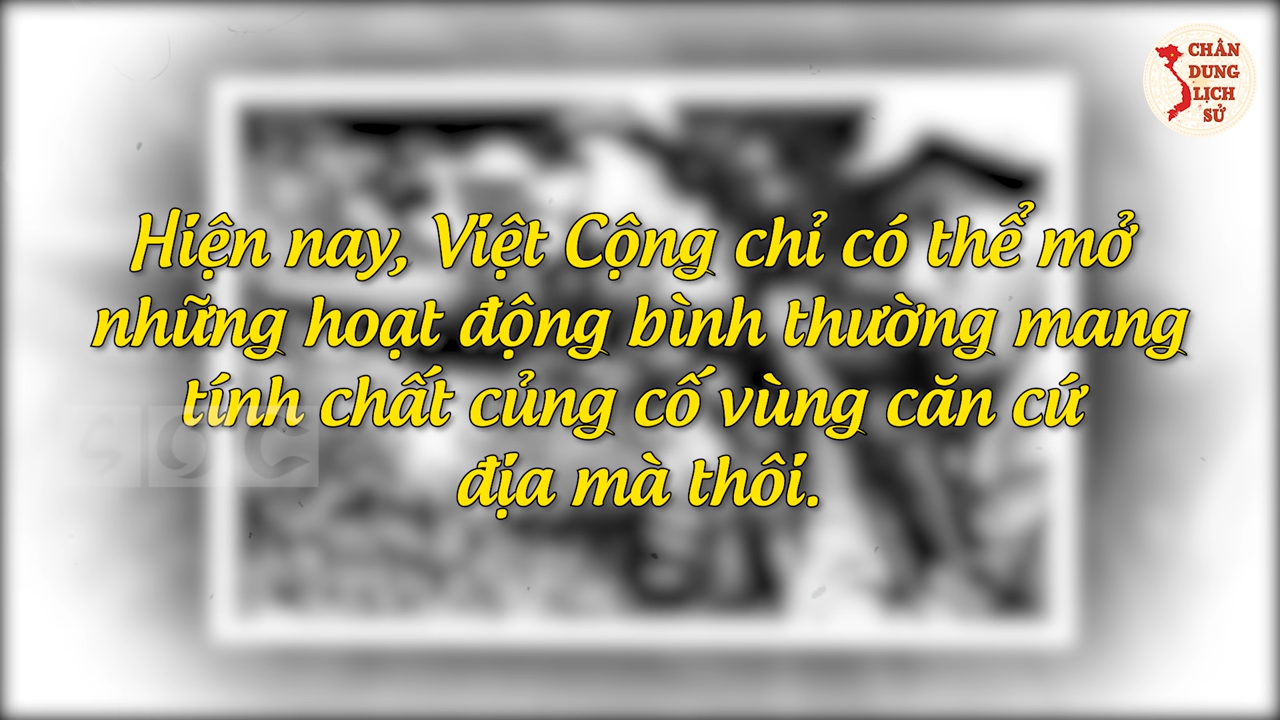 CHÂN
DUNG
LỊCH
SỬ
Hiện nay, Việt Cộng chỉ có thể mở
những hoạt động bình thường mang
tính chất củng cố vùng căn cứ
địa mà thôi.